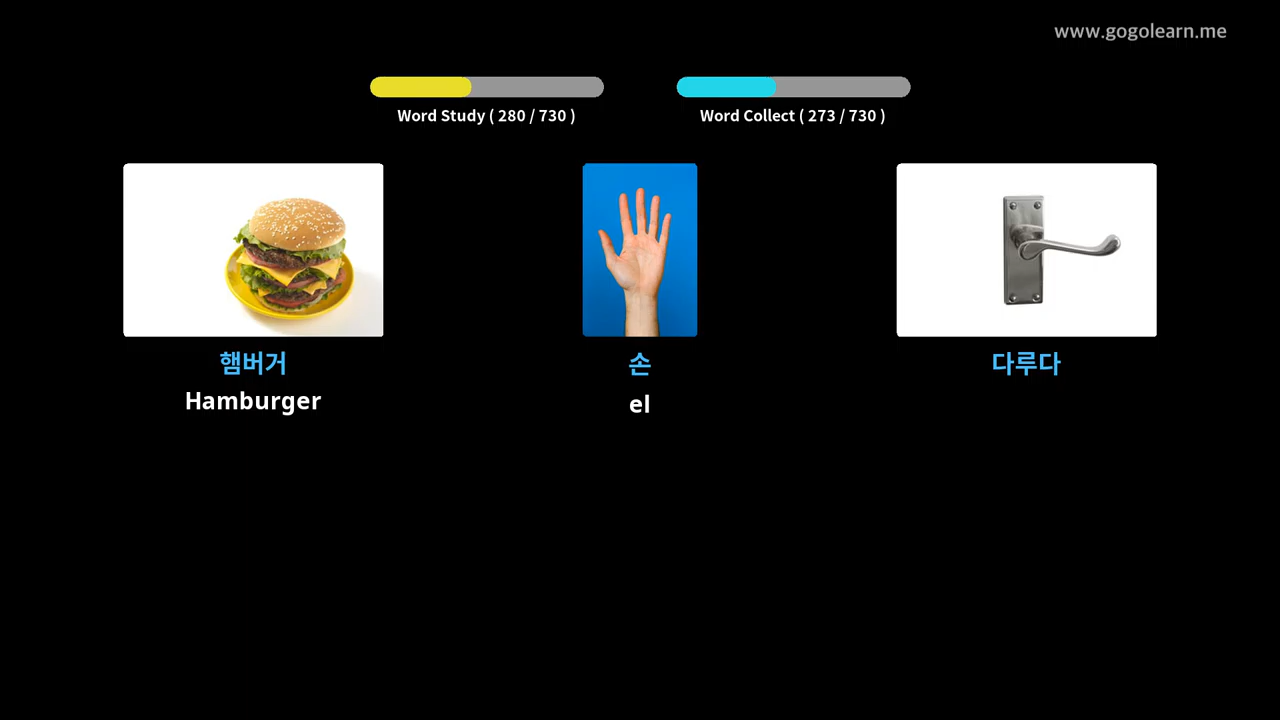 www.gogolearn.me
Word Study ( 280 / 730 )
Word Collect ( 273 / 730 )
햄버거
Hamburger
손
el
다루다